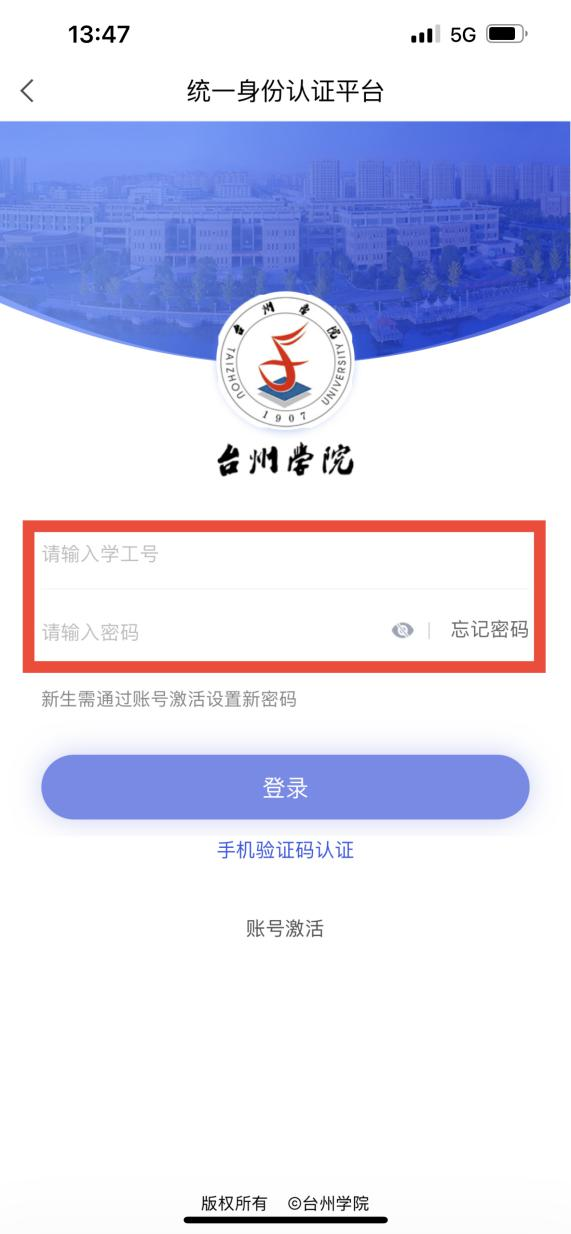 13:47 5G
统一身份认证平台
台州学院
TAIZHOU UNIVERSITY
1907
台州学院
请输入学工号
请输入密码 忘记密码
新生需通过账号激活设置新密码
登录
手机验证码认证
账号激活
版权所有 ©台州学院